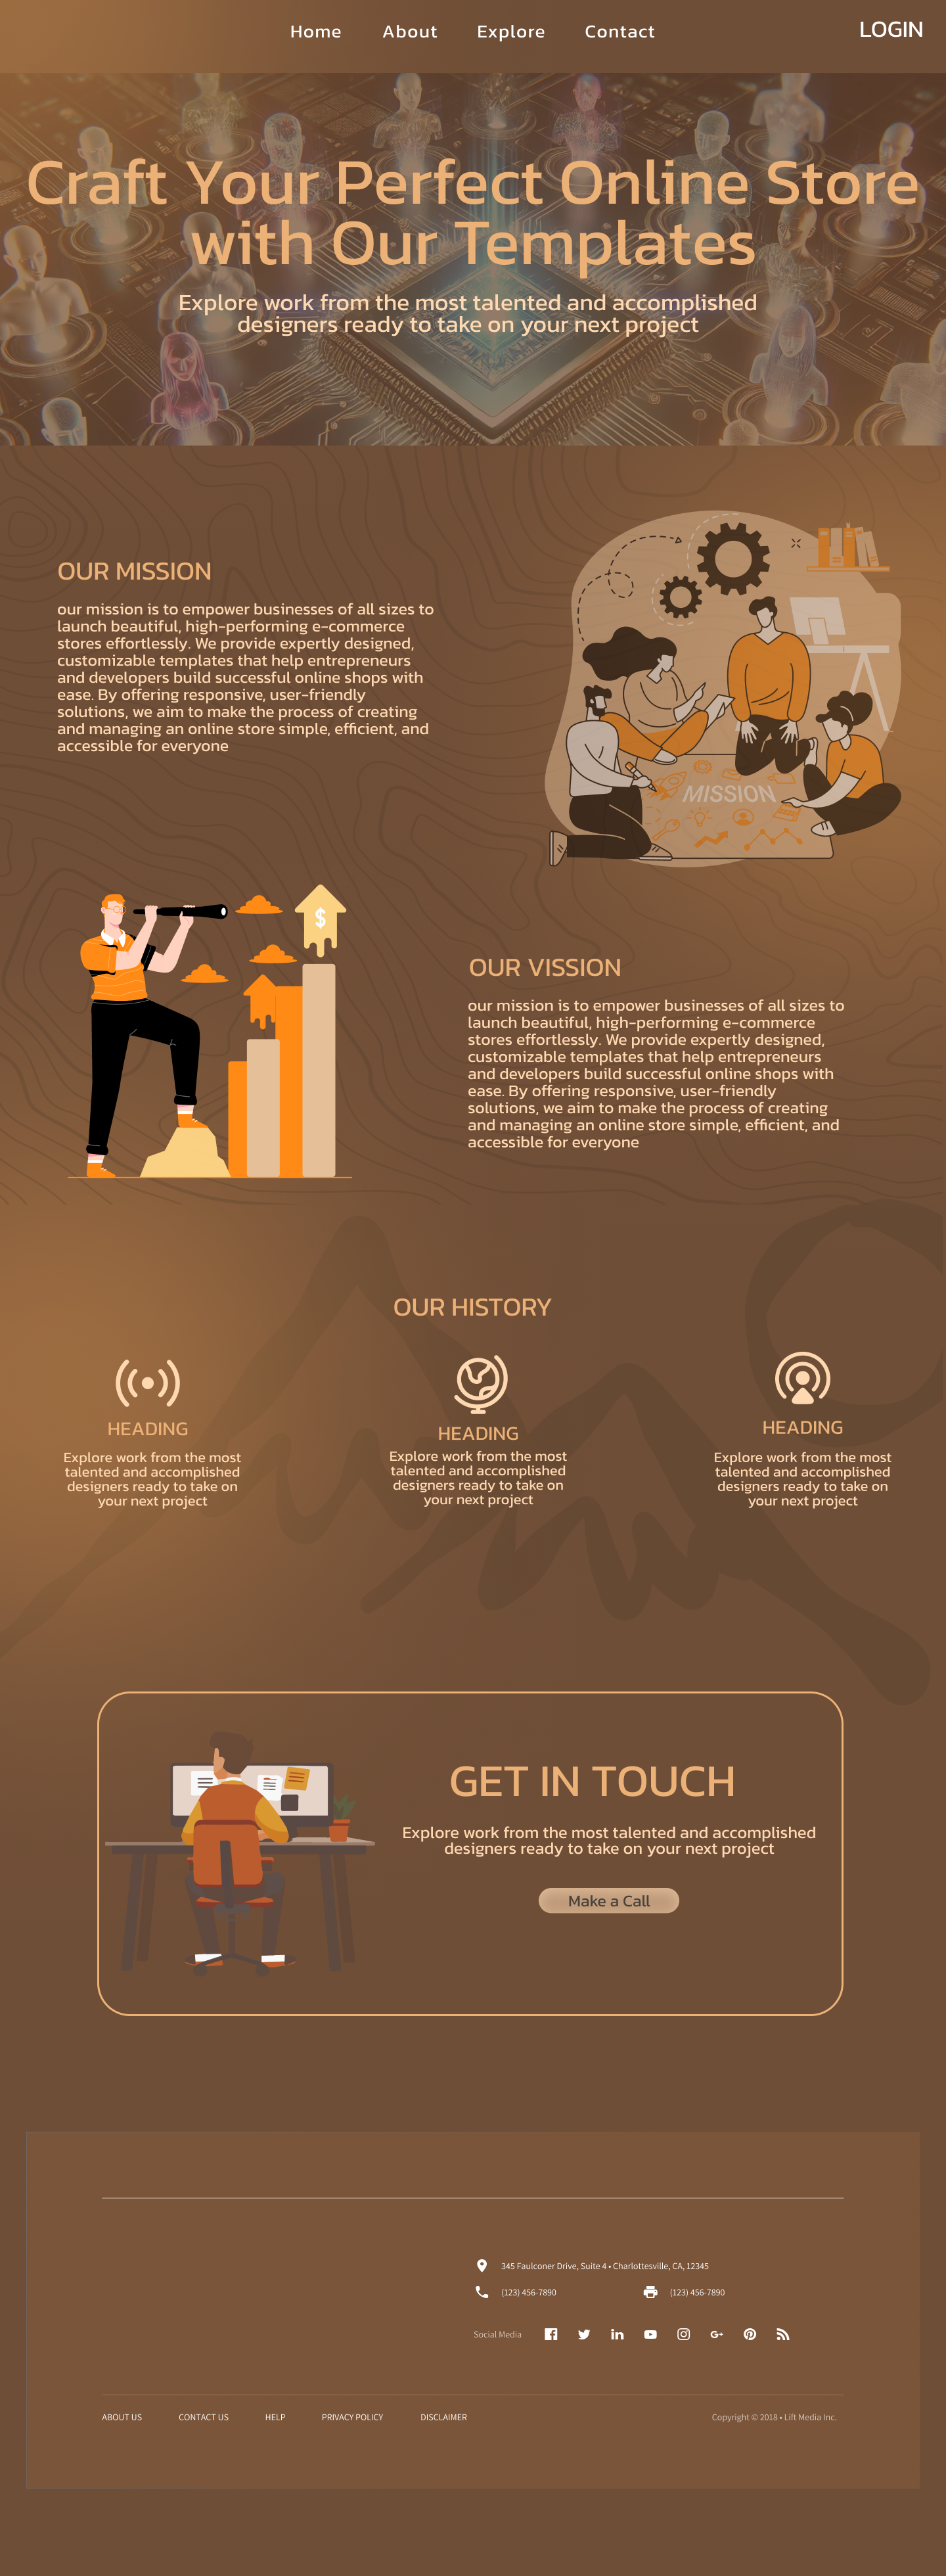 Home About Explore Contact LOGIN
Craft Your Perfect Online Store
with Our Templates
Explore work from the most talented and accomplished
designers ready to take on your next project
OUR MISSION
our mission is to empower businesses of all sizes to
launch beautiful, high-performing e-commerce
stores effortlessly. We provide expertly designed,
customizable templates that help entrepreneurs
and developers build successful online shops with
ease. By offering responsive, user-friendly
solutions, we aim to make the process of creating
and managing an online store simple, efficient, and
accessible for everyone
MISSION
$
OUR VISSION
our mission is to empower businesses of all sizes to
launch beautiful, high-performing e-commerce
stores effortlessly. We provide expertly designed,
customizable templates that help entrepreneurs
and developers build successful online shops with
ease. By offering responsive, user-friendly
solutions, we aim to make the process of creating
and managing an online store simple, efficient, and
accessible for everyone
OUR HISTORY
HEADING
Explore work from the most
talented and accomplished
designers ready to take on
your next project
HEADING
Explore work from the most
talented and accomplished
designers ready to take on
your next project
HEADING
Explore work from the most
talented and accomplished
designers ready to take on
your next project
GET IN TOUCH
Explore work from the most talented and accomplished
designers ready to take on your next project
Make a Call
345 Faulconer Drive, Suite 4 • Charlottesville, CA, 12345
(123) 456-7890 (123) 456-7890
Social Media
ABOUT US CONTACT US HELP PRIVACY POLICY DISCLAIMER Copyright © 2018 • Lift Media Inc.